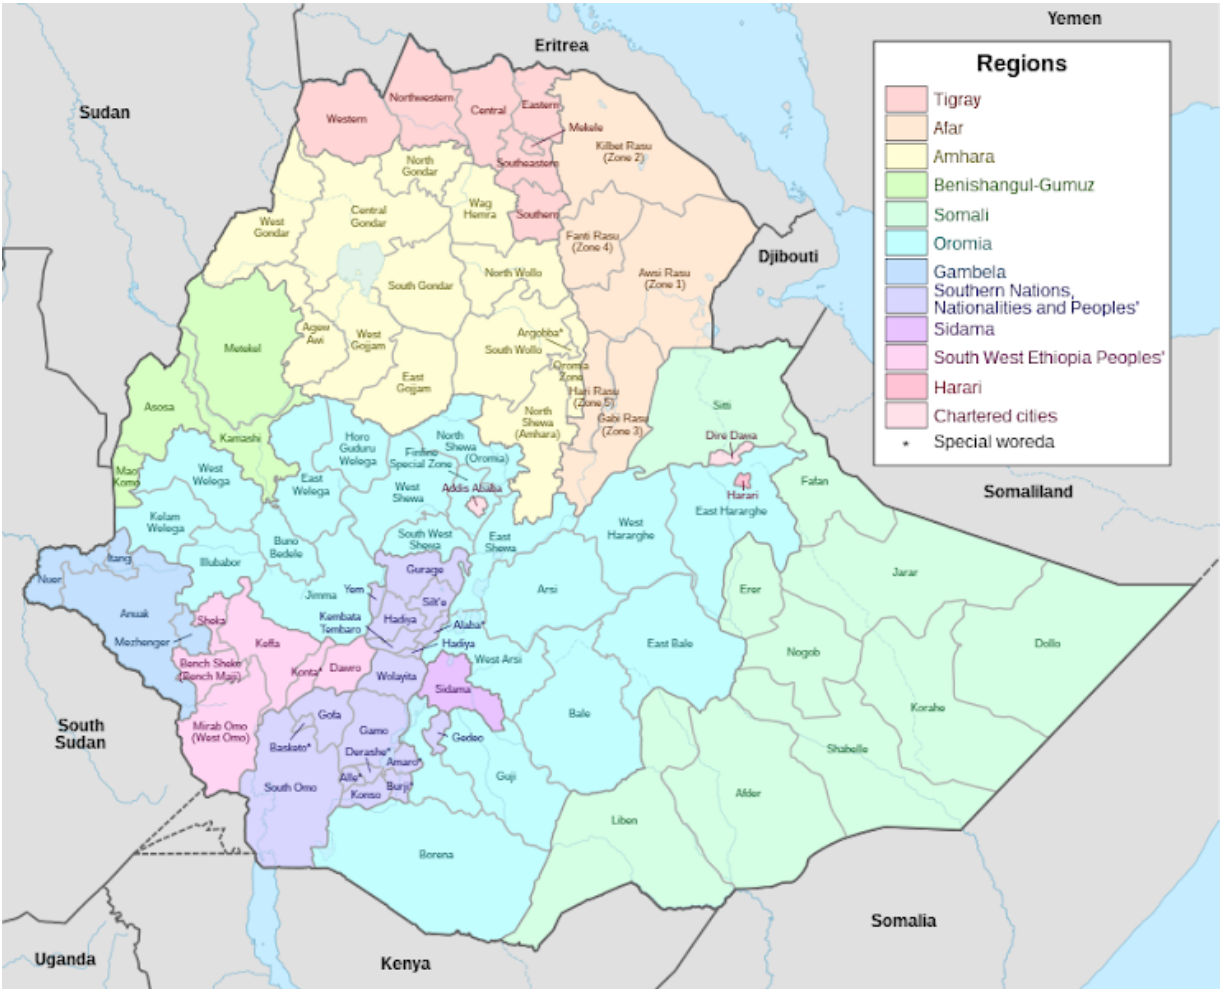 Yemen
Eritrea
Sudan
Regions
Tigray
Afar
Amhara
Benishangul-Gumuz
Somali
Oromia
Gambela
Southern Nations,
Nationalities and Peoples'
Sidama
South West Ethiopia Peoples'
Harari
Chartered cities
* Special woreda
Northwestern
Western
Central
Eastern
Mekele
Southeastern
Southern
Kilbet Rasu
(Zone 2)
North
Gondar
Wag
Hemra
Central
Gondar
West
Gondar
Fanti Rasu
(Zone 4)
Awsi Rasu
(Zone 1)
Djibouti
North Wollo
South Gondar
Agew
Awi
West
Gojjam
Argobba*
South Wollo
East
Gojjam
Oromia
Zone
Hari Rasu
(Zone 5)
Gabi Rasu
(Zone 3)
North
Shewa
(Amhara)
Metekel
Asosa
Kamashi
Mao
Komo
Sitti
Dire Dawa
Harari
East Hararghe
Fafan
Somaliland
Horo
Guduru
Welega
North
Shewa
(Oromia)
Finfine
Special Zone
Addis Ababa
West
Welega
East
Welega
West
Shewa
Kelam
Welega
Buno
Bedele
South West
Shewa
East
Shewa
West
Hararghe
Illubabor
Itang
Nuer
Anuak
Mezhenger
Jimma
Yem
Gurage
Silt'e
Hadiya
Kembata
Tembaro
Alaba*
Hadiya
Arsi
Erer
Jarar
Sheka
Keffa
Bench Sheko
(Bench Maji)
Konta*
Dawro
Wolayita
West Arsi
Sidama
East Bale
Nogob
Dollo
Korahe
Mirab Omo
(West Omo)
Gofa
Gamo
Basketo*
Derashe*
Amaro*
Gedeo
Bale
Shabelle
South
Sudan
South Omo
Alle*
Konso
Burji*
Guji
Afder
Liben
Borena
Somalia
Uganda
Kenya